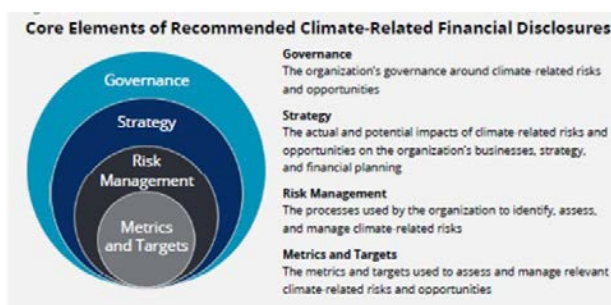 Core Elements of Recommended Climate-Related Financial Disclosures
Governance
Strategy
Risk
Management
Metrics
and Targets
Governance
The organization's governance around climate-related risks
and opportunities
Strategy
The actual and potential impacts of climate-related risks and
opportunities on the organization's businesses, strategy,
and financial planning
Risk Management
The processes used by the organization to identify, assess,
and manage climate-related risks
Metrics and Targets
The metrics and targets used to assess and manage relevant
climate-related risks and opportunities